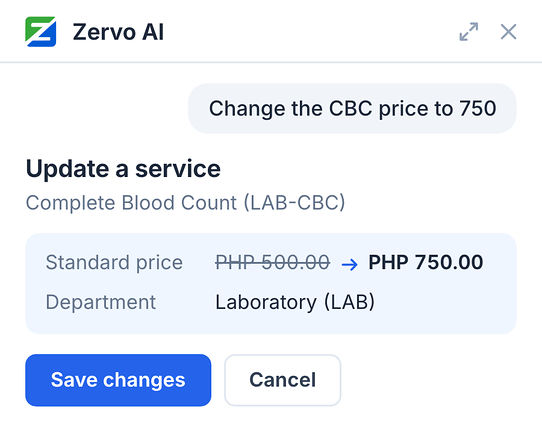 Zervo AI
Change the CBC price to 750
Update a service
Complete Blood Count (LAB-CBC)
Standard price PHP 500.00 → PHP 750.00
Department Laboratory (LAB)
Save changes Cancel